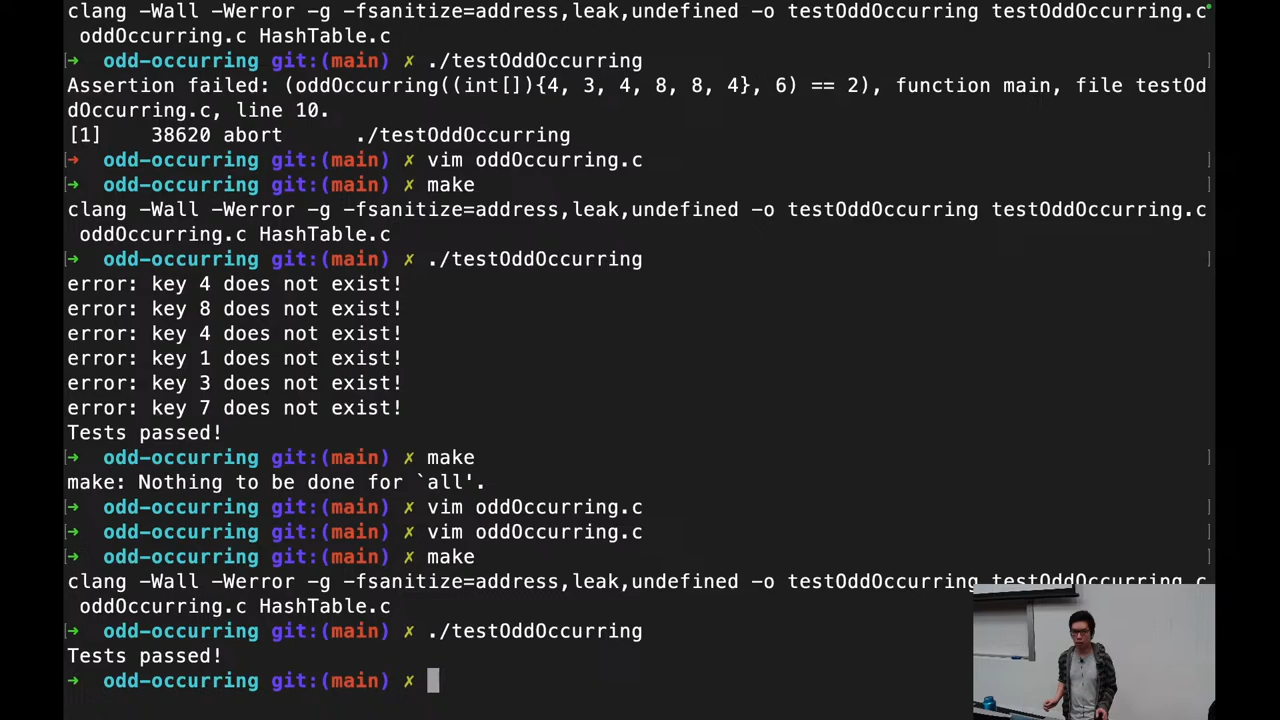 clang -Wall -Werror -g -fsanitize=address,leak,undefined -o testOddOccurring testOddOccurring.c
 oddOccurring.c HashTable.c
[➜  odd-occurring git:(main) ✗ ./testOddOccurring ]
Assertion failed: (oddOccurring((int[]){4, 3, 4, 8, 8, 4}, 6) == 2), function main, file testOd
dOccurring.c, line 10.
[1]    38620 abort      ./testOddOccurring
[➜  odd-occurring git:(main) ✗ vim oddOccurring.c ]
[➜  odd-occurring git:(main) ✗ make ]
clang -Wall -Werror -g -fsanitize=address,leak,undefined -o testOddOccurring testOddOccurring.c
 oddOccurring.c HashTable.c
[➜  odd-occurring git:(main) ✗ ./testOddOccurring ]
error: key 4 does not exist!
error: key 8 does not exist!
error: key 4 does not exist!
error: key 1 does not exist!
error: key 3 does not exist!
error: key 7 does not exist!
Tests passed!
[➜  odd-occurring git:(main) ✗ make ]
make: Nothing to be done for `all'.
[➜  odd-occurring git:(main) ✗ vim oddOccurring.c ]
[➜  odd-occurring git:(main) ✗ vim oddOccurring.c ]
[➜  odd-occurring git:(main) ✗ make ]
clang -Wall -Werror -g -fsanitize=address,leak,undefined -o testOddOccurring testOddOccurring.c
 oddOccurring.c HashTable.c
[➜  odd-occurring git:(main) ✗ ./testOddOccurring
Tests passed!
➜  odd-occurring git:(main) ✗